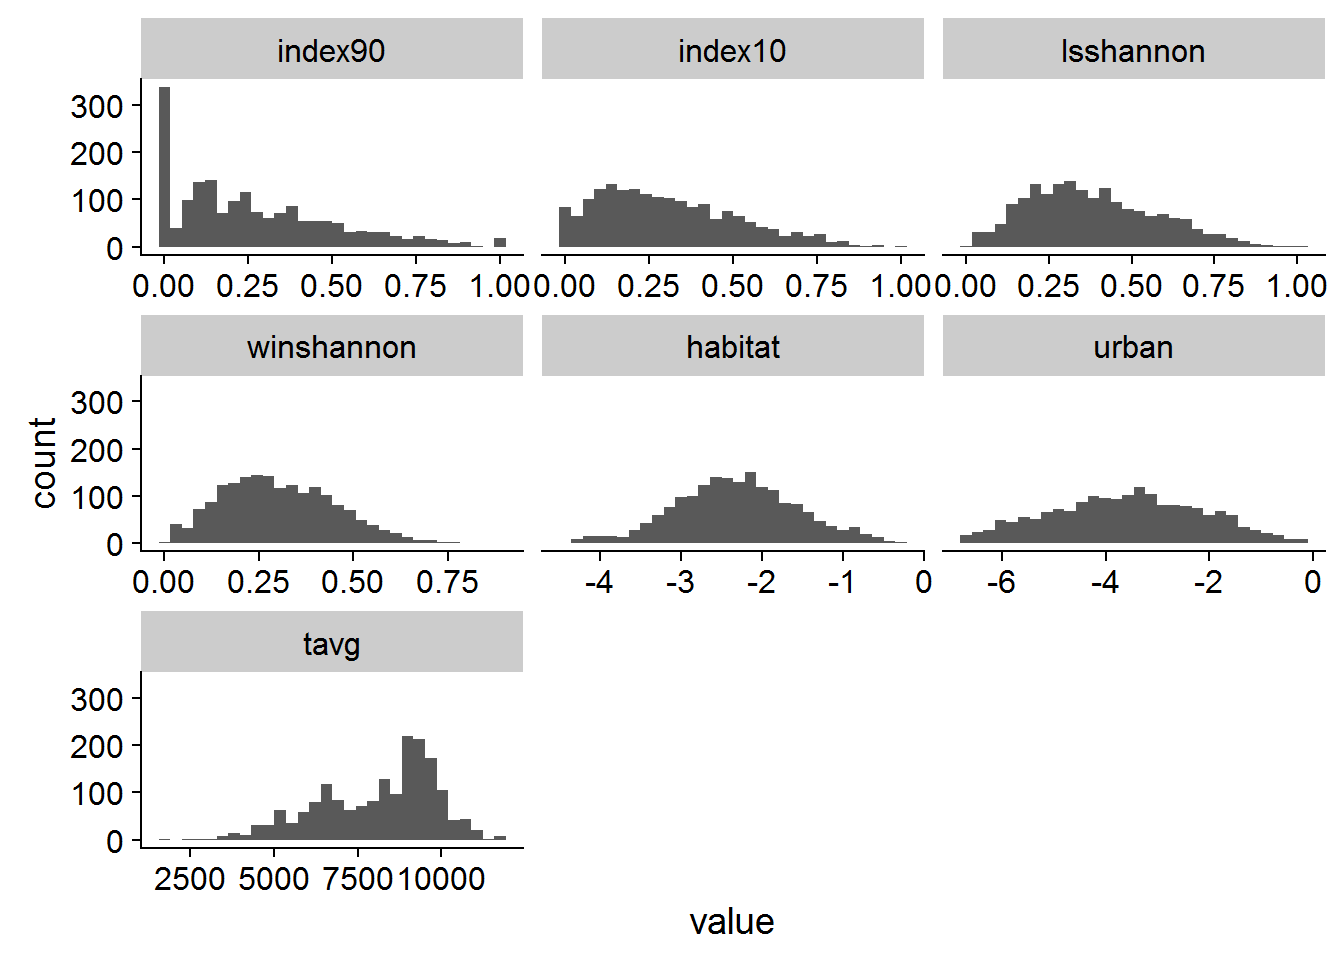 index90 index10 lsshannon
300
200
100
0
0.00 0.25 0.50 0.75 1.00 0.00 0.25 0.50 0.75 1.00 0.00 0.25 0.50 0.75 1.00
winshannon habitat urban
300
200
100
0
count
0.00 0.25 0.50 0.75 -4 -3 -2 -1 0 -6 -4 -2 0
tavg
300
200
100
0
2500 5000 7500 10000
value